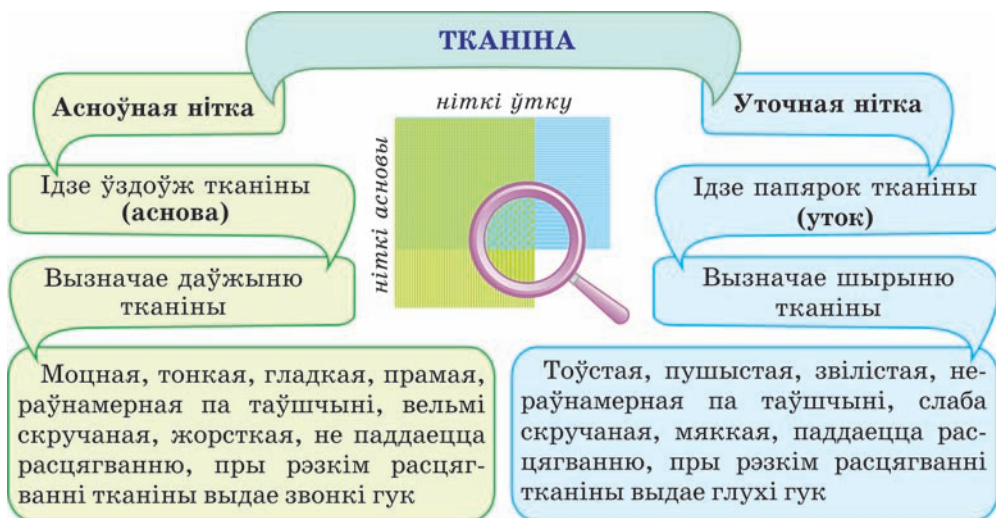 ТКАНІНА
Асноўная нітка
Ідзе ўздоўж тканіны
(аснова)
Вызначае даўжыню
тканіны
Моцная, тонкая, гладкая, прамая,
раўнамерная па таўшчыні, вельмі
скручаная, жорсткая, не паддаецца
расцягванню, пры рэзкім расцяг-
ванні тканіны выдае звонкі гук
ніткі ўтку
ніткі асновы
Уточная нітка
Ідзе папярок тканіны
(уток)
Вызначае шырыню
тканіны
Тоўстая, пушыстая, звілістая, не-
раўнамерная па таўшчыні, слаба
скручаная, мяккая, паддаецца рас-
цягванню, пры рэзкім расцягванні
тканіны выдае глухі гук